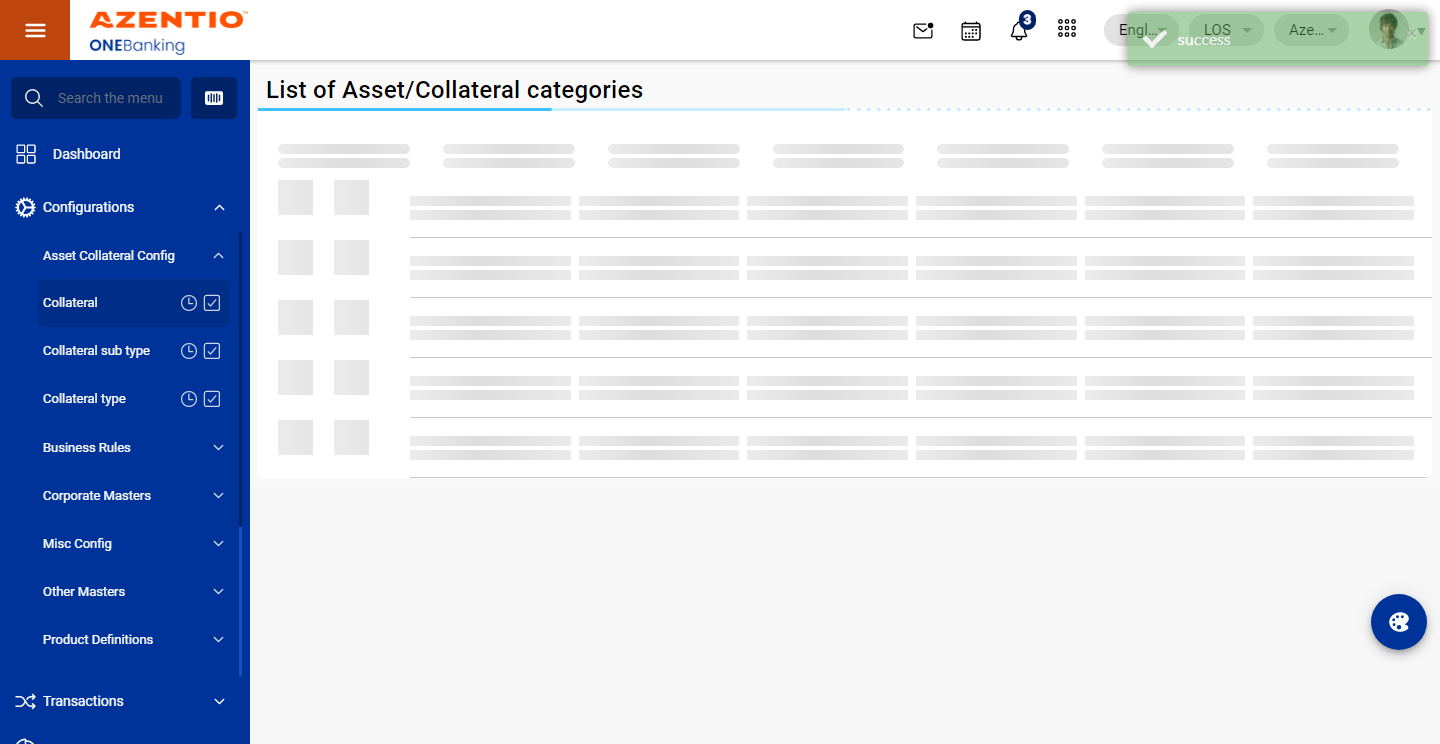 AZENTIO™
ONEBanking
3
Engl...
LOS
Aze...
success
Search the menu
Dashboard
Configurations
Asset Collateral Config
Collateral
Collateral sub type
Collateral type
Business Rules
Corporate Masters
Misc Config
Other Masters
Product Definitions
Transactions
List of Asset/Collateral categories